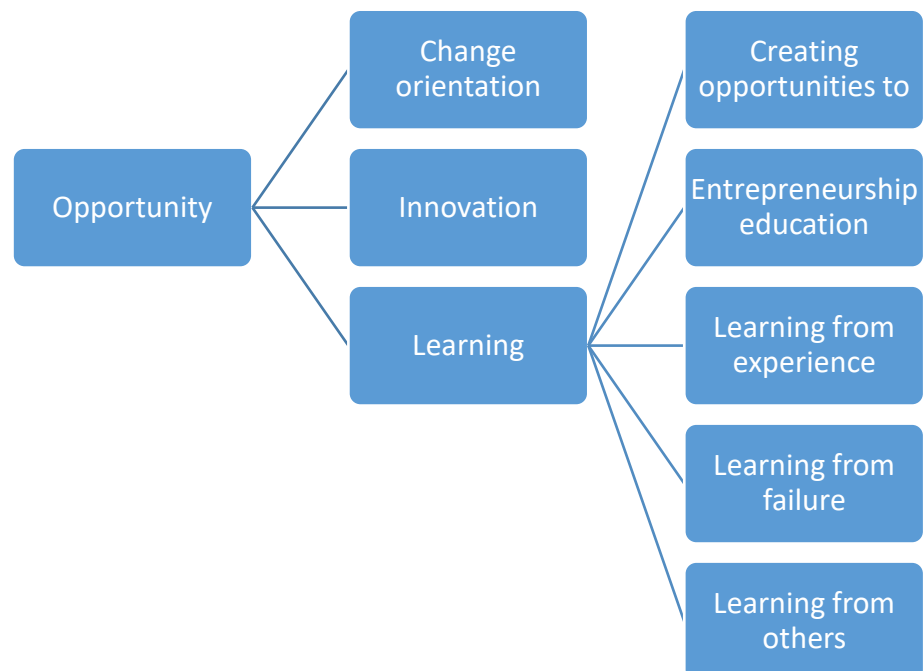 Opportunity
Change
orientation
Innovation
Learning
Creating
opportunities to
Entrepreneurship
education
Learning from
experience
Learning from
failure
Learning from
others